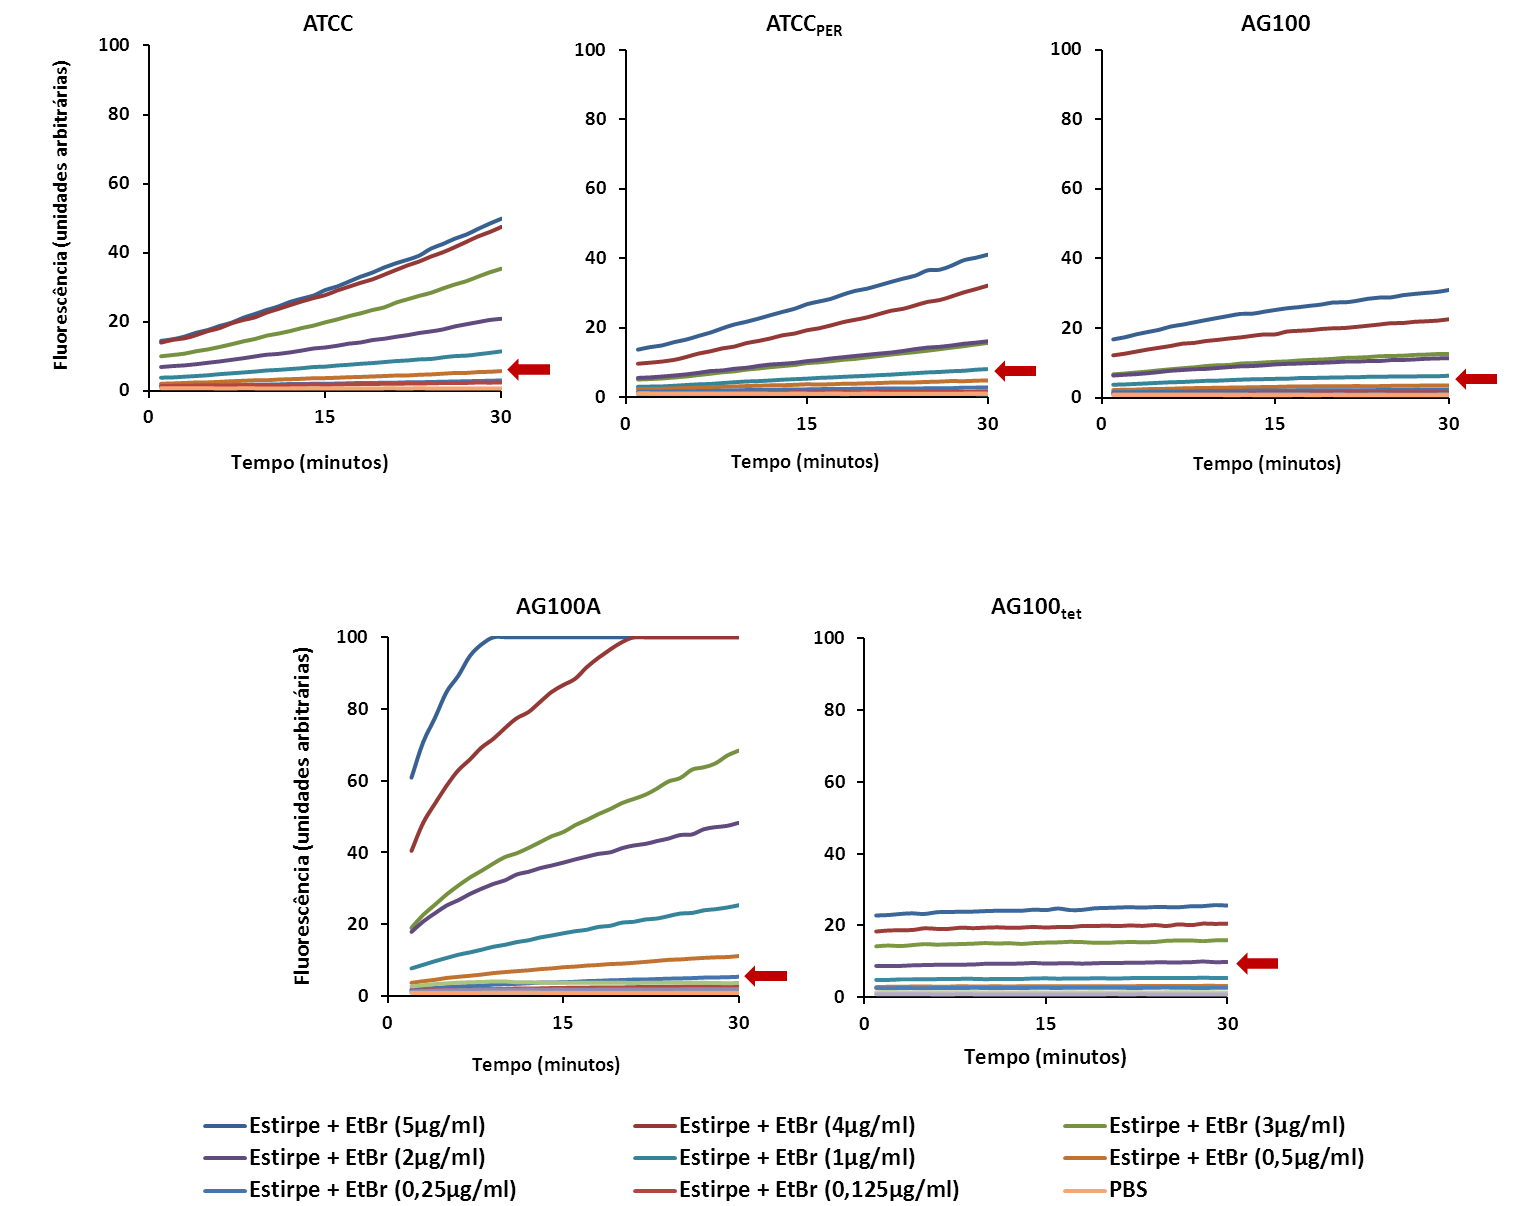 ATCC
ATCCPER
AG100
Fluorescência (unidades arbitrárias)
100
80
60
40
20
0
0
15
30
Tempo (minutos)
100
80
60
40
20
0
0
15
30
Tempo (minutos)
100
80
60
40
20
0
0
15
30
Tempo (minutos)
AG100A
AG100tet
Fluorescência (unidades arbitrárias)
100
80
60
40
20
0
0
15
30
Tempo (minutos)
100
80
60
40
20
0
0
15
30
Tempo (minutos)
Estirpe + EtBr (5µg/ml)
Estirpe + EtBr (4µg/ml)
Estirpe + EtBr (3µg/ml)
Estirpe + EtBr (2µg/ml)
Estirpe + EtBr (1µg/ml)
Estirpe + EtBr (0,5µg/ml)
Estirpe + EtBr (0,25µg/ml)
Estirpe + EtBr (0,125µg/ml)
PBS